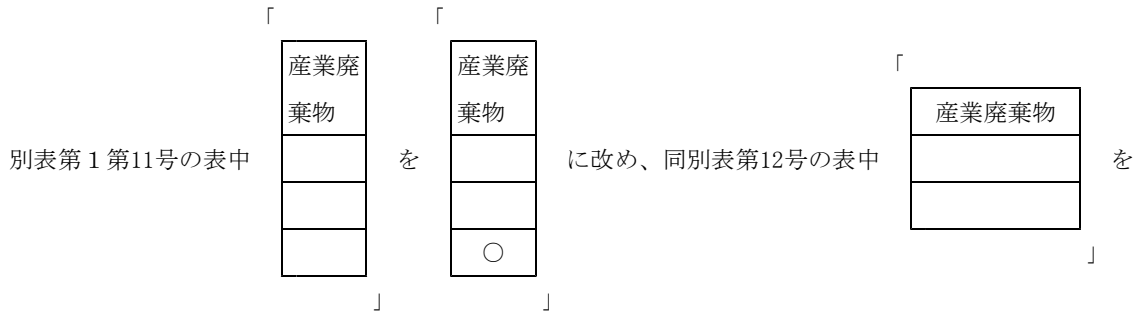 別表第１第11号の表中
「
産業廃
棄物
」
を
「
産業廃
棄物
○
」
に改め、同別表第12号の表中
「
産業廃棄物
」
を